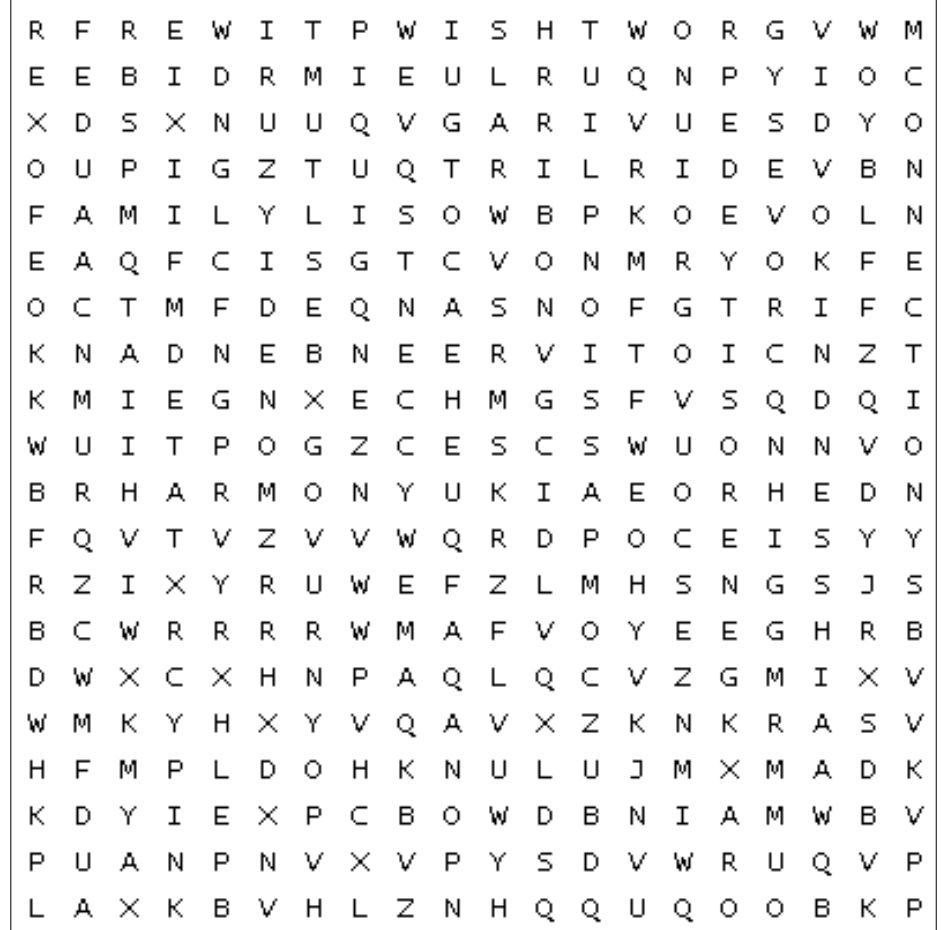 R F R E W I T P W I S H T W O R G V W M
E E B I D R M I E U L R U Q N P Y I O C
X D S X N U U Q V G A R I V U E S D Y O
O U P I G Z T U Q T R I L R I D E V B N
F A M I L Y L I S O W B P K O E V O L N
E A Q F C I S G T C V O N M R Y O K F E
O C T M F D E Q N A S N O F G T R I F C
K N A D N E B N E E R V I T O I C N Z T
K M I E G N X E C H M G S F V S Q D Q I
W U I T P O G Z C E S C S W U O N N V O
B R H A R M O N Y U K I A E O R H E D N
F Q V T V Z V V W Q R D P O C E I S Y Y
R Z I X Y R U W E F Z L M H S N G S J S
B C W R R R R W M A F V O Y E E G H R B
D W X C X H N P A Q L Q C V Z G M I X V
W M K Y H X Y V Q A V X Z K N K R A S V
H F M P L D O H K N U L U J M X M A D K
K D Y I E X P C B O W D B N I A M W B V
P U A N P N V X V P Y S D V W R U Q V P
L A X K B V H L Z N H Q Q U Q O O B K P